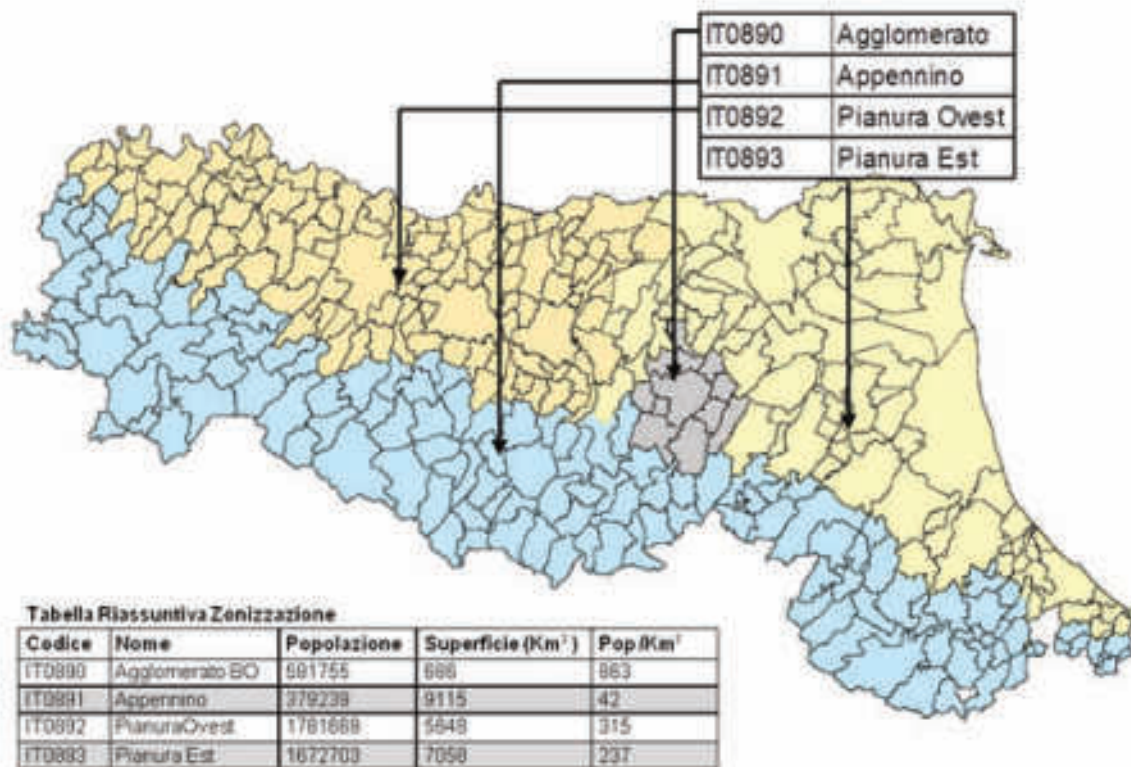 IT0890 Agglomerato
IT0891 Appennino
IT0892 Pianura Ovest
IT0893 Pianura Est
Tabella Riassuntiva Zonizzazione
Codice Nome Popolazione Superficie (Km²) Pop/Km²
IT0890 Agglomerato BO 591755 686 863
IT0891 Appennino 379239 9115 42
IT0892 PianuraOvest 5648 315
IT0893 Pianura Est 1672703 7058 237